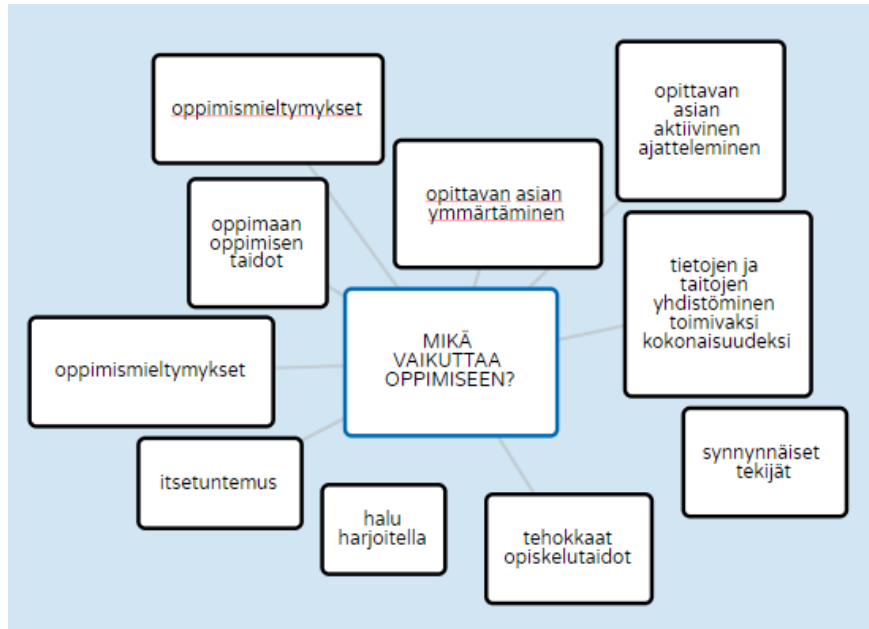 oppimismieltymykset
opittavan
asian
aktiivinen
ajatteleminen
opittavan asian
ymmärtäminen
oppimaan
oppimisen
taidot
tietojen ja
taitojen
yhdistöminen
toimivaksi
kokonaisuudeksi
MIKÄ
VAIKUTTAA
OPPIMISEEN?
oppimismieltymykset
synnynnäiset
tekijät
itsetuntemus
halu
harjoitella
tehokkaat
opiskelutaidot